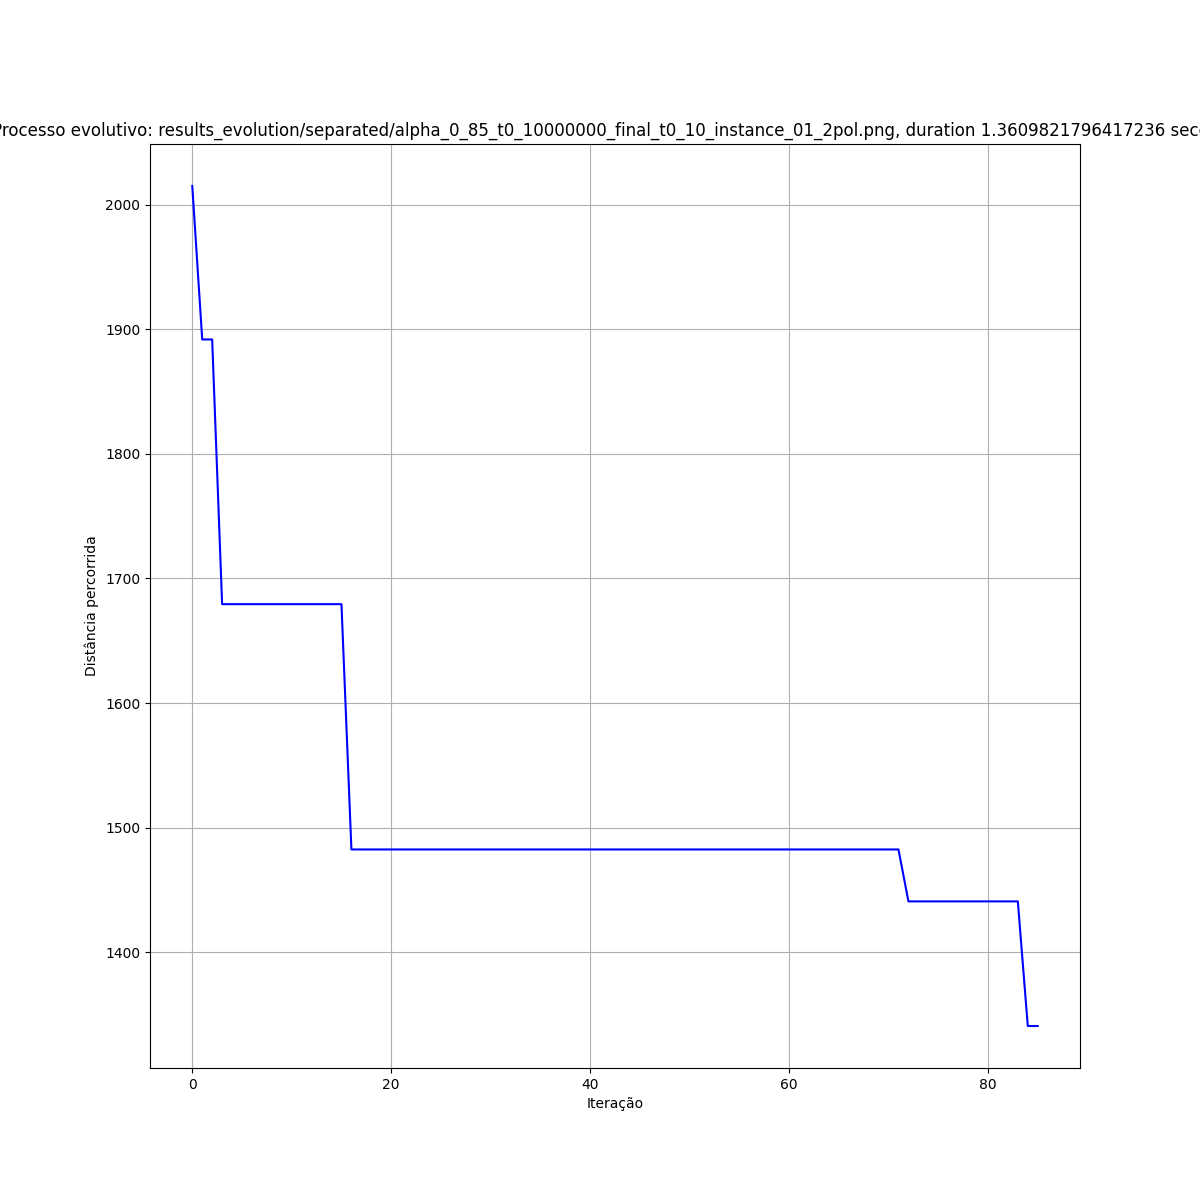 Processo evolutivo: results_evolution/separated/alpha_0_85_t0_10000000_final_t0_10_instance_01_2pol.png, duration 1.3609821796417236
2000
1900
1800
1700
1600
1500
1400
Distância percorrida
0 20 40 60 80
Iteração